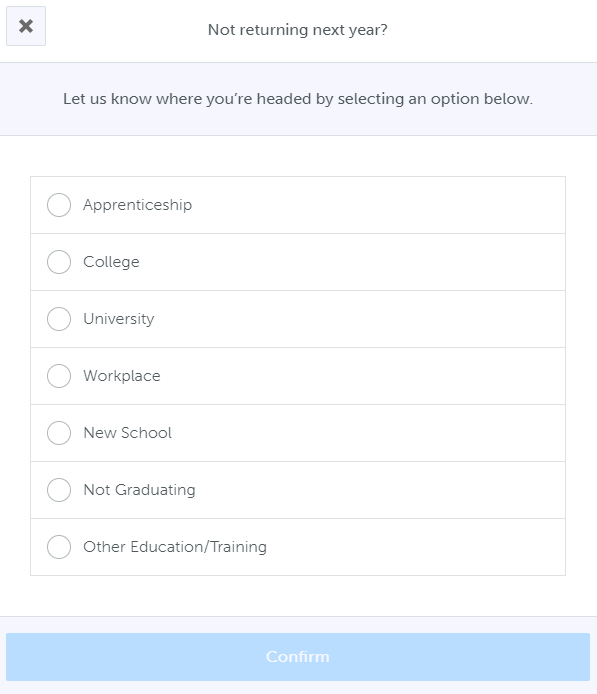 Not returning next year?
Let us know where you’re headed by selecting an option below.
Apprenticeship
College
University
Workplace
New School
Not Graduating
Other Education/Training
Confirm